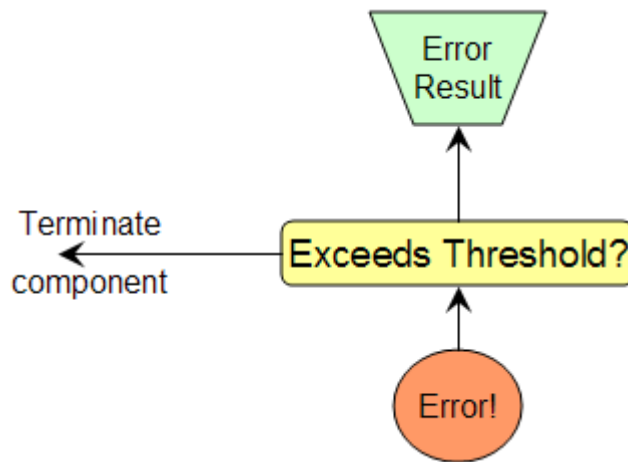 Error
Result
Terminate
component
Exceeds Threshold?
Error!